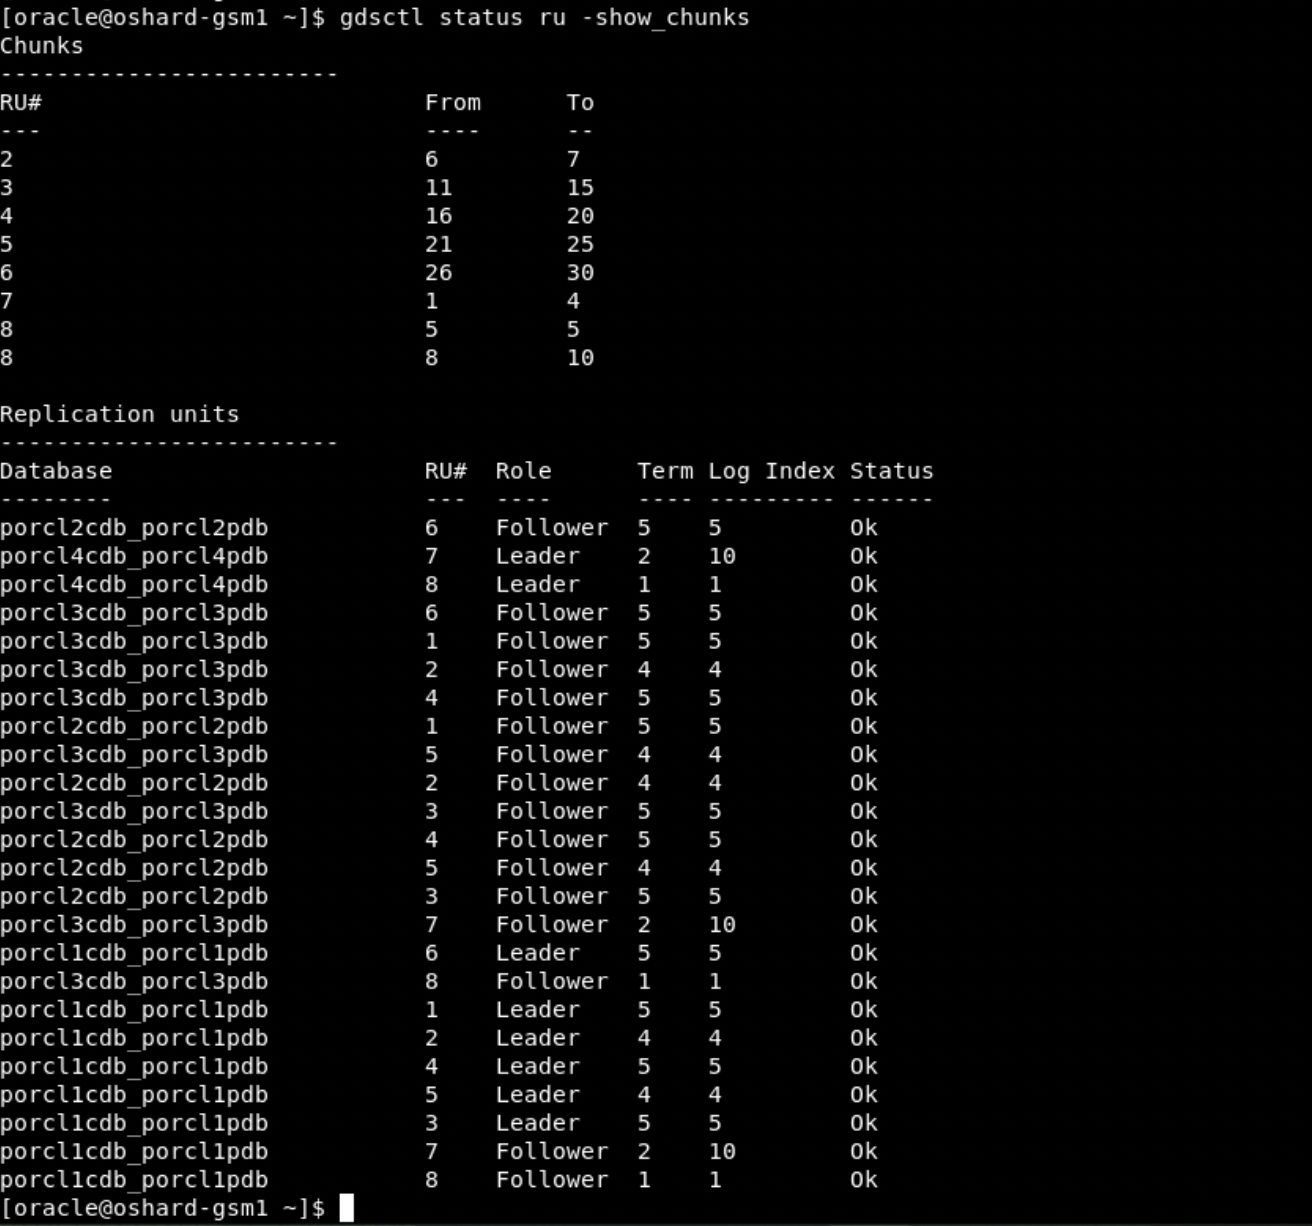 [oracle@oshard-gsm1 ~]$ gdsctl status ru -show_chunks
Chunks
------------------------
RU#                           From      To
---                           ----      --
2                             6         7
3                             11        15
4                             16        20
5                             21        25
6                             26        30
7                             1         4
8                             5         5
8                             8         10

Replication units
------------------------
Database                      RU#  Role      Term Log Index Status
--------                      ---  ----      ---- --------- ------
porcl2cdb_porcl2pdb           6    Follower  5    5         Ok
porcl4cdb_porcl4pdb           7    Leader    2    10        Ok
porcl4cdb_porcl4pdb           8    Leader    1    1         Ok
porcl3cdb_porcl3pdb           6    Follower  5    5         Ok
porcl3cdb_porcl3pdb           1    Follower  5    5         Ok
porcl3cdb_porcl3pdb           2    Follower  4    4         Ok
porcl3cdb_porcl3pdb           4    Follower  5    5         Ok
porcl2cdb_porcl2pdb           1    Follower  5    5         Ok
porcl3cdb_porcl3pdb           5    Follower  4    4         Ok
porcl2cdb_porcl2pdb           2    Follower  4    4         Ok
porcl3cdb_porcl3pdb           3    Follower  5    5         Ok
porcl2cdb_porcl2pdb           4    Follower  5    5         Ok
porcl2cdb_porcl2pdb           5    Follower  4    4         Ok
porcl2cdb_porcl2pdb           3    Follower  5    5         Ok
porcl3cdb_porcl3pdb           7    Follower  2    10        Ok
porcl1cdb_porcl1pdb           6    Leader    5    5         Ok
porcl3cdb_porcl3pdb           8    Follower  1    1         Ok
porcl1cdb_porcl1pdb           1    Leader    5    5         Ok
porcl1cdb_porcl1pdb           2    Leader    4    4         Ok
porcl1cdb_porcl1pdb           4    Leader    5    5         Ok
porcl1cdb_porcl1pdb           5    Leader    4    4         Ok
porcl1cdb_porcl1pdb           3    Leader    5    5         Ok
porcl1cdb_porcl1pdb           7    Follower  2    10        Ok
porcl1cdb_porcl1pdb           8    Follower  1    1         Ok
[oracle@oshard-gsm1 ~]$